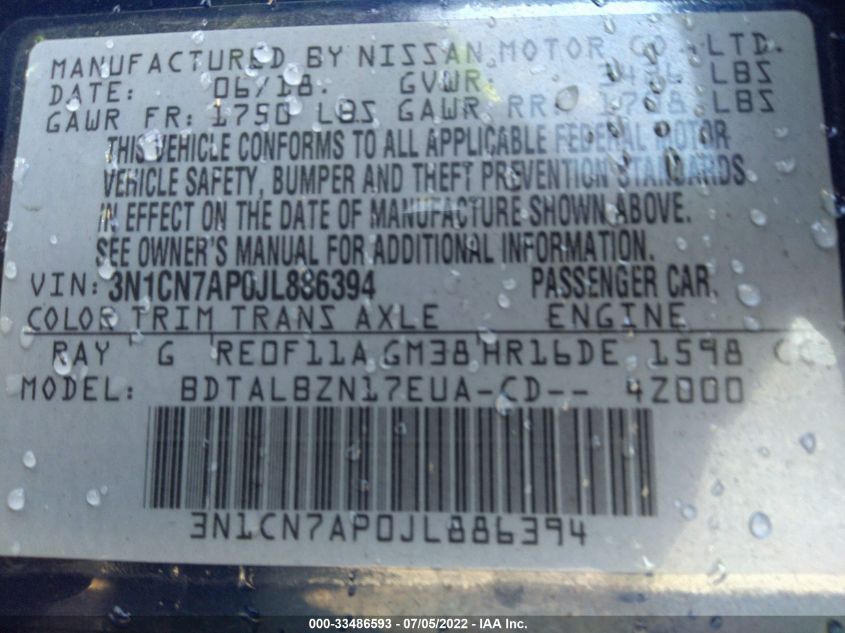 MANUFACTURED BY NISSAN MOTOR CO., LTD.
DATE: 06/18. GVWR: LBS
GAWR FR: 1750 LBS GAWR RR: 1708 LBS
THIS VEHICLE CONFORMS TO ALL APPLICABLE FEDERAL MOTOR
VEHICLE SAFETY, BUMPER AND THEFT PREVENTION STANDARDS
IN EFFECT ON THE DATE OF MANUFACTURE SHOWN ABOVE.
SEE OWNER'S MANUAL FOR ADDITIONAL INFORMATION.
VIN: 3N1CN7AP0JL886394 PASSENGER CAR.
COLOR TRIM TRANS AXLE ENGINE
RAY G RE0F11A GM38 HR16DE 1598 CC
MODEL: BDTALBZN17EUA-CD-- 4Z000
3N1CN7AP0JL886394
000-33486593 - 07/05/2022 - IAA Inc.